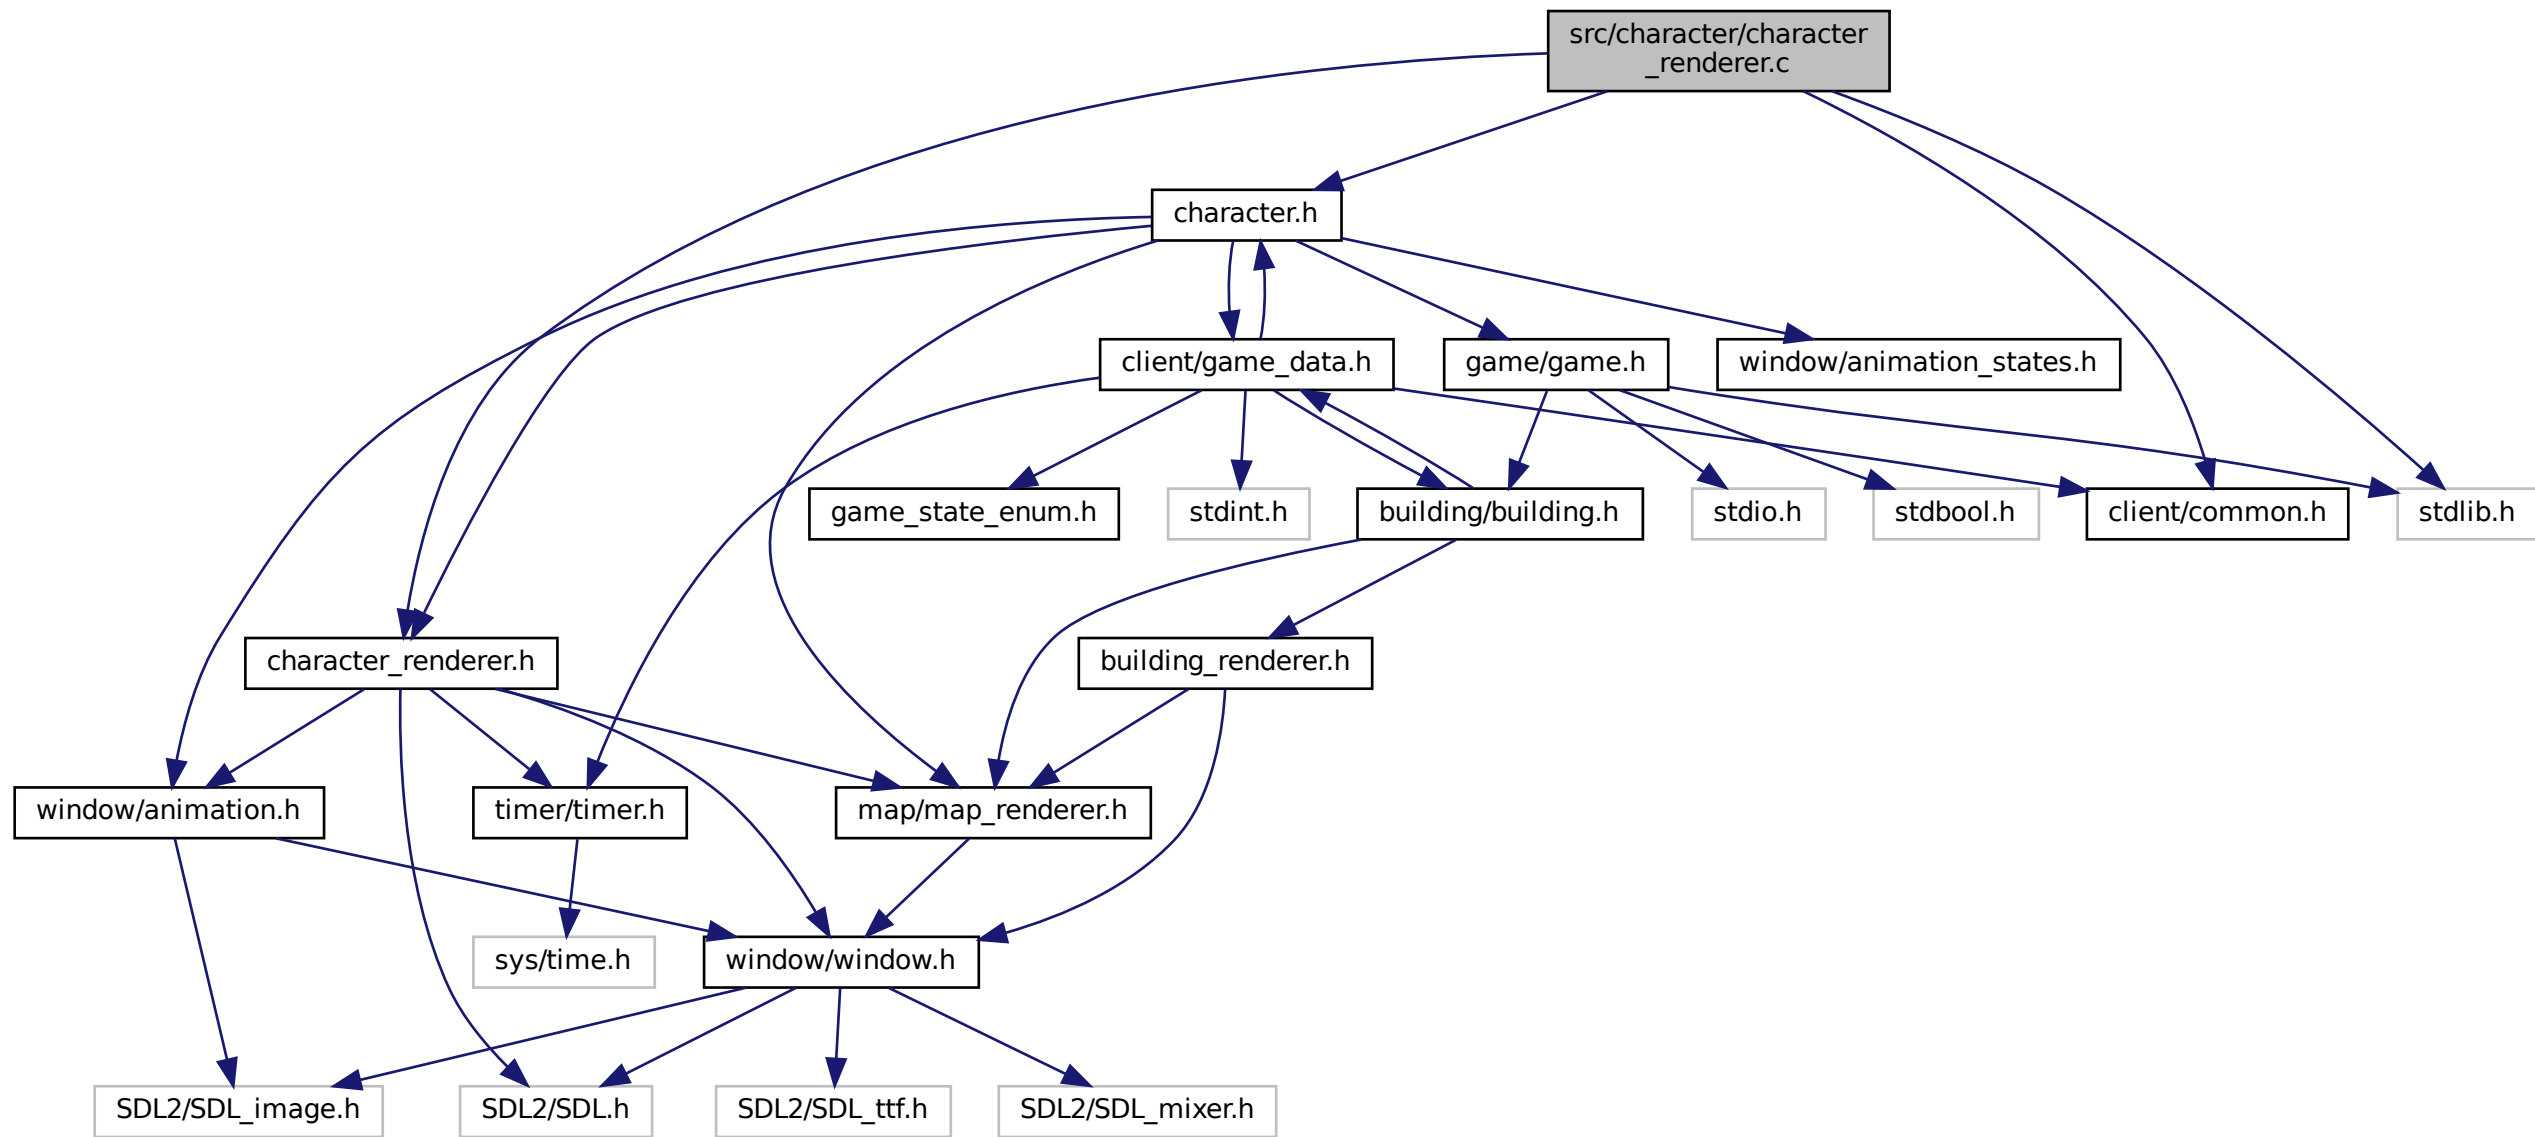 src/character/character
_renderer.c
character.h
client/game_data.h
game/game.h
window/animation_states.h
game_state_enum.h
stdint.h
building/building.h
stdio.h
stdbool.h
client/common.h
stdlib.h
character_renderer.h
building_renderer.h
window/animation.h
timer/timer.h
map/map_renderer.h
sys/time.h
window/window.h
SDL2/SDL_image.h
SDL2/SDL.h
SDL2/SDL_ttf.h
SDL2/SDL_mixer.h